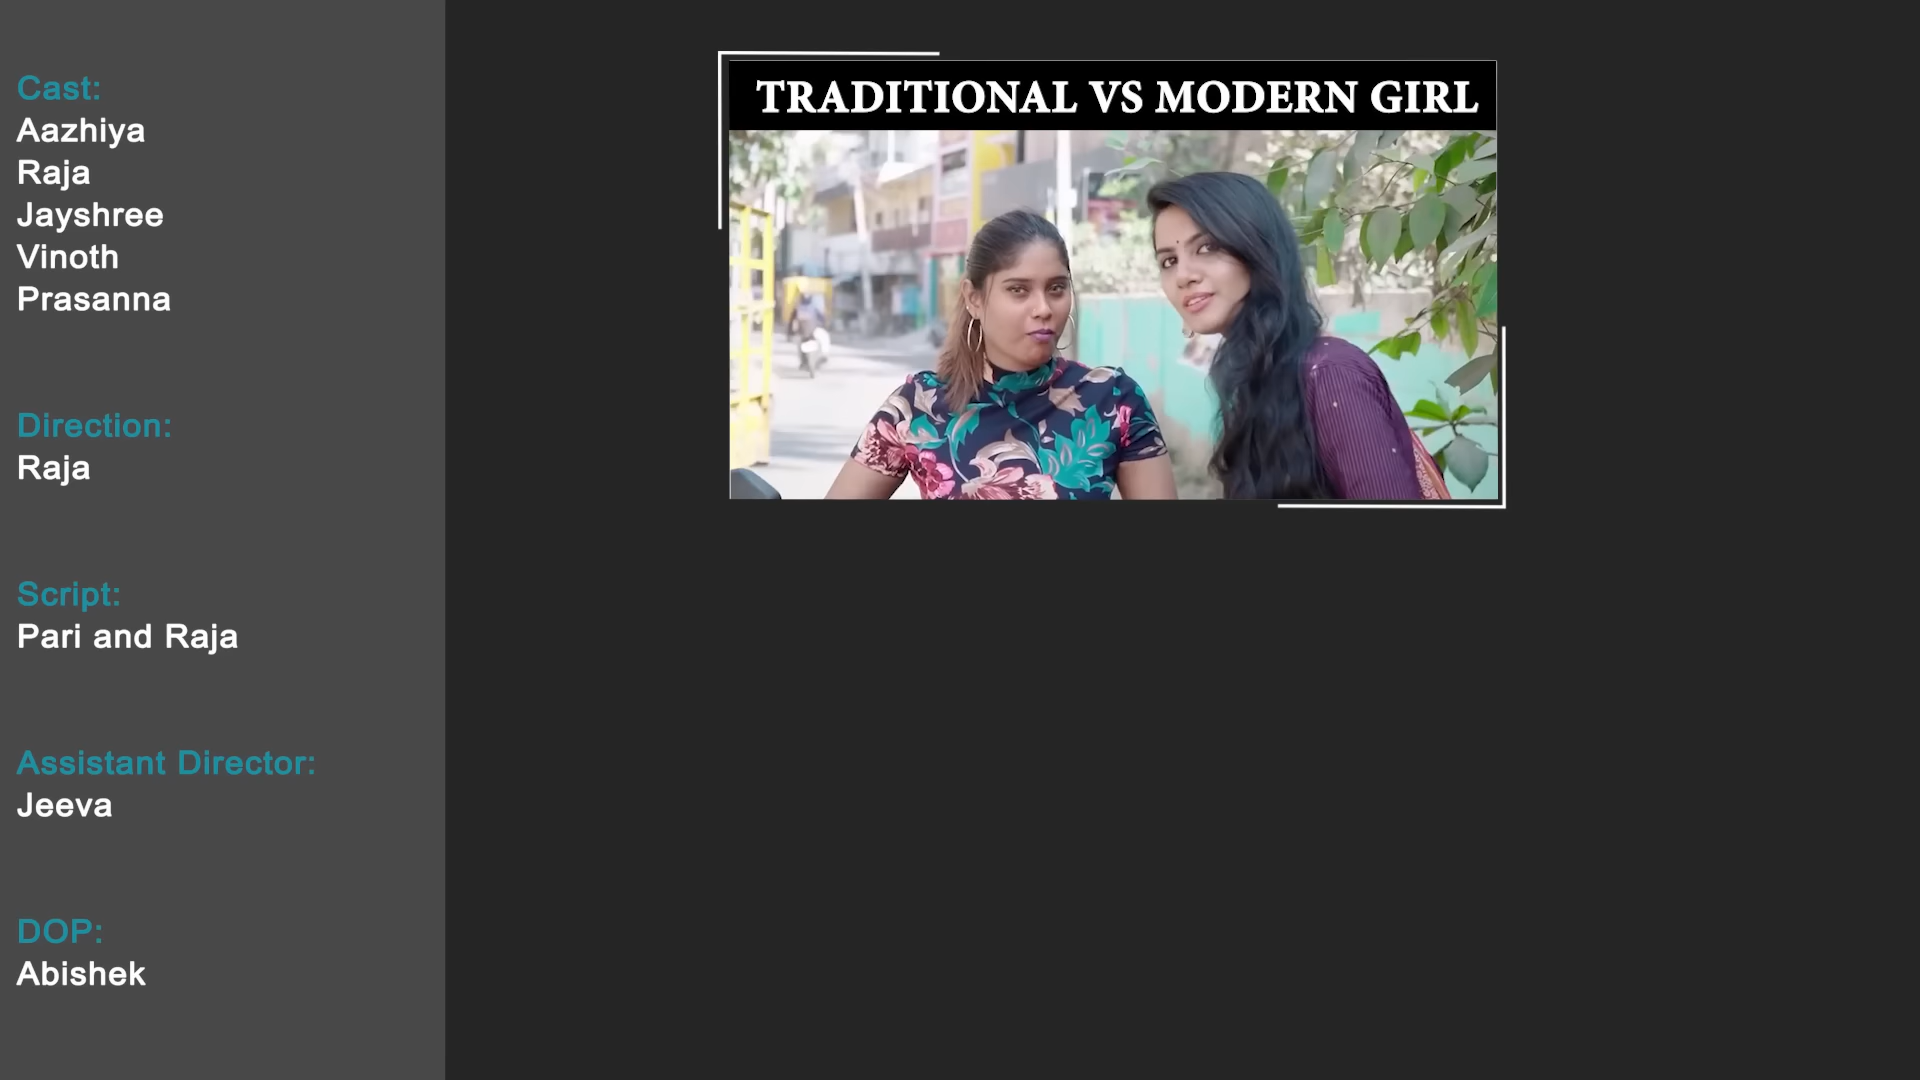 Cast:
Aazhiya
Raja
Jayshree
Vinoth
Prasanna
Direction:
Raja
Script:
Pari and Raja
Assistant Director:
Jeeva
DOP:
Abishek
TRADITIONAL VS MODERN GIRL